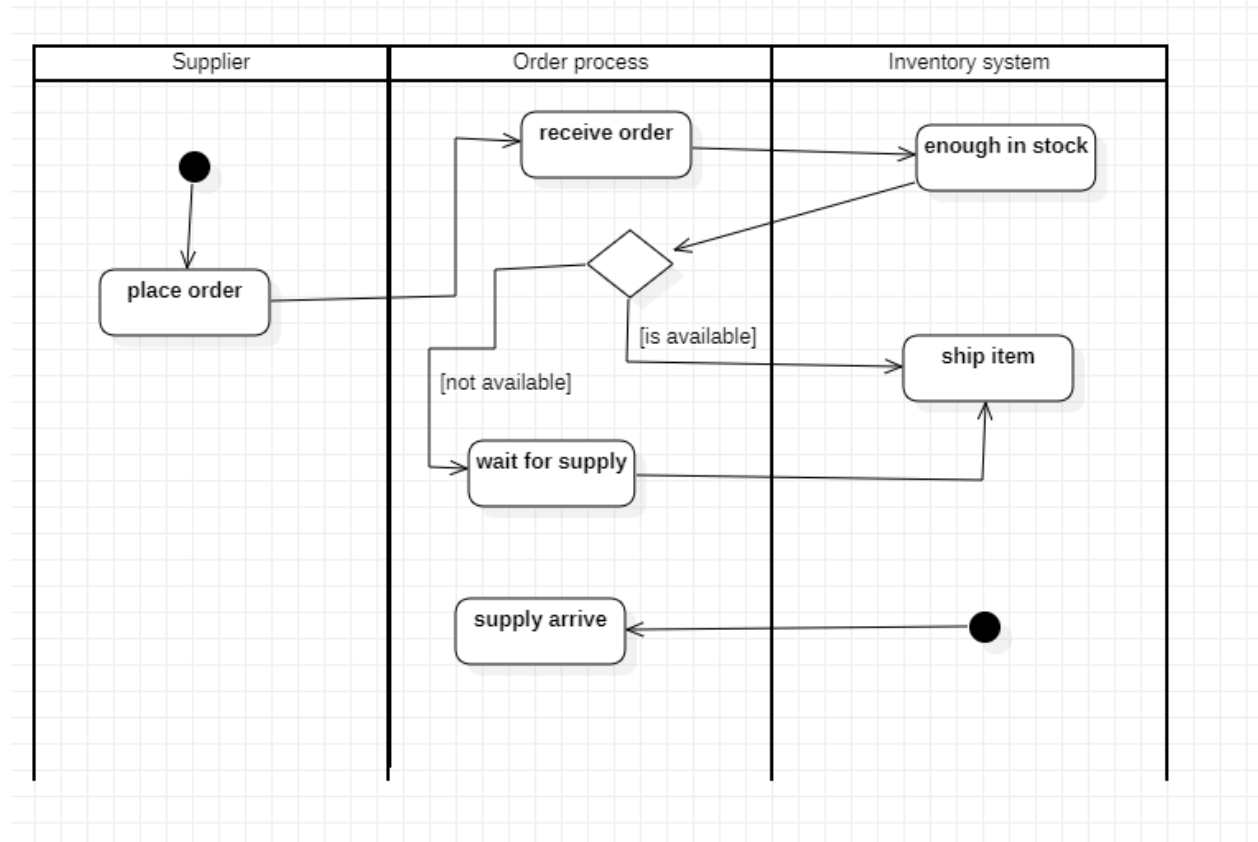 Supplier
Order process
Inventory system
receive order
enough in stock
place order
[is available]
ship item
[not available]
wait for supply
supply arrive